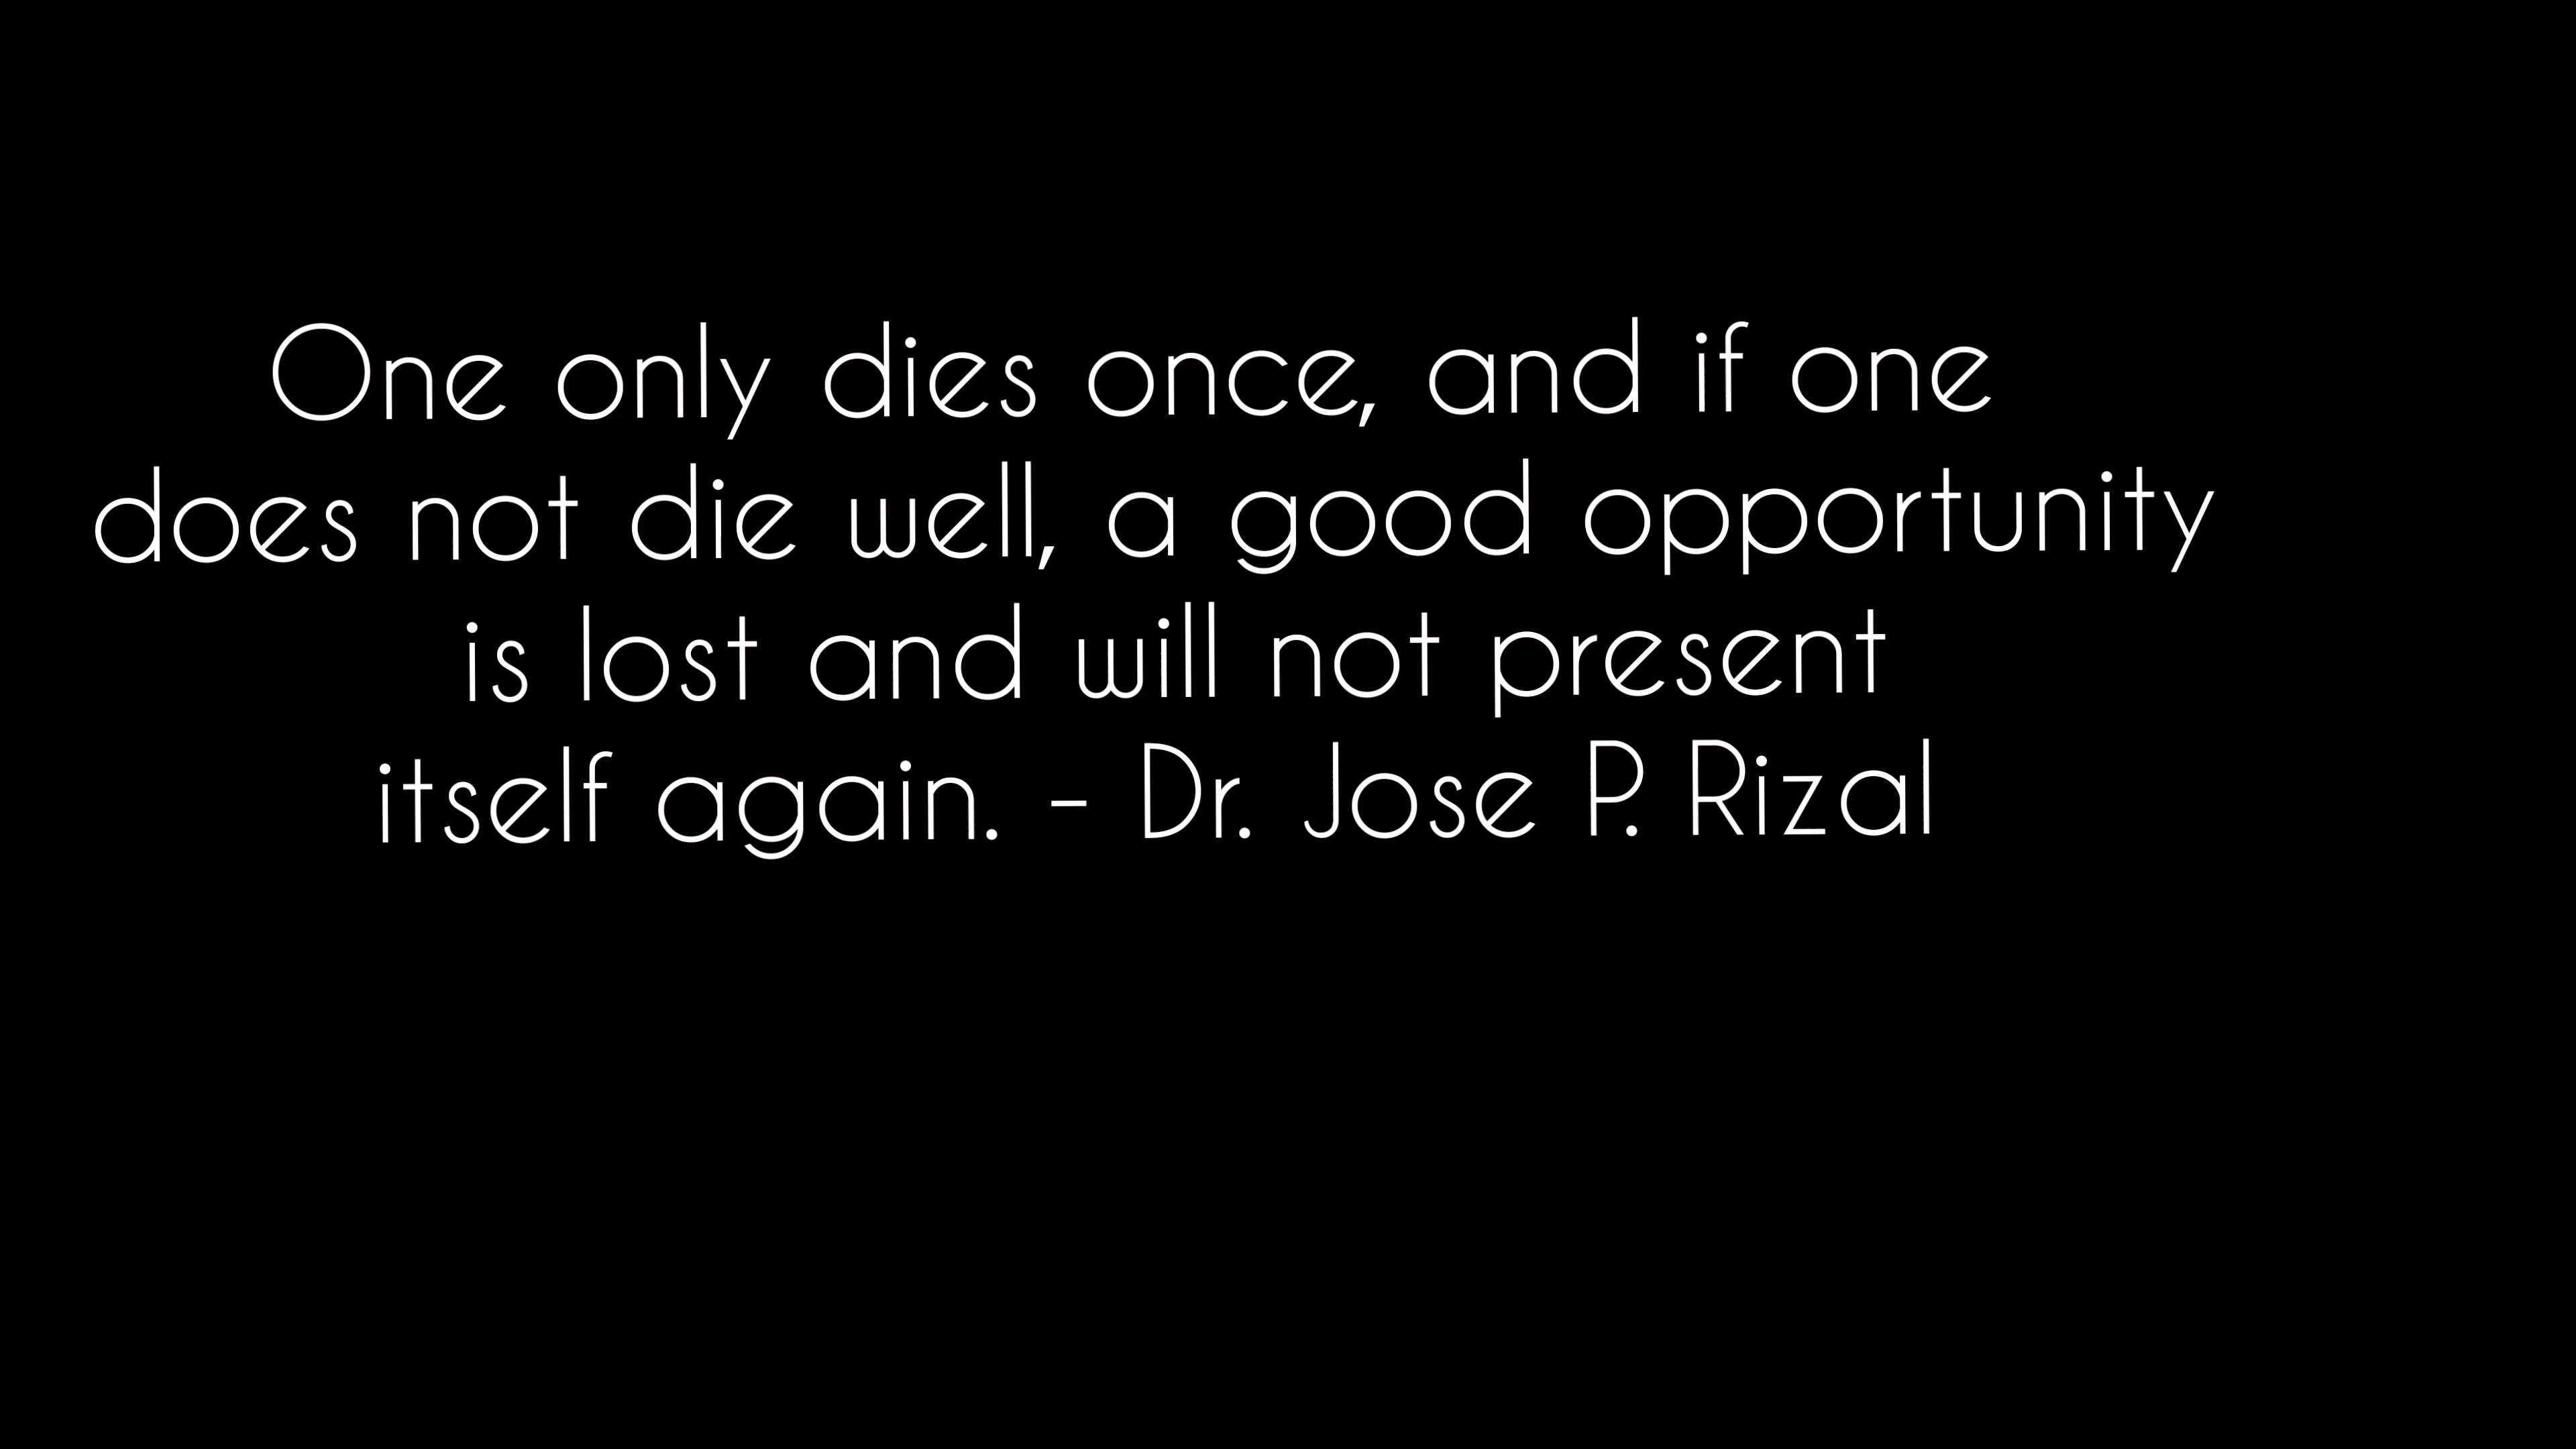 One only dies once, and if one
does not die well, a good opportunity
is lost and will not present
itself again. - Dr. Jose P. Rizal